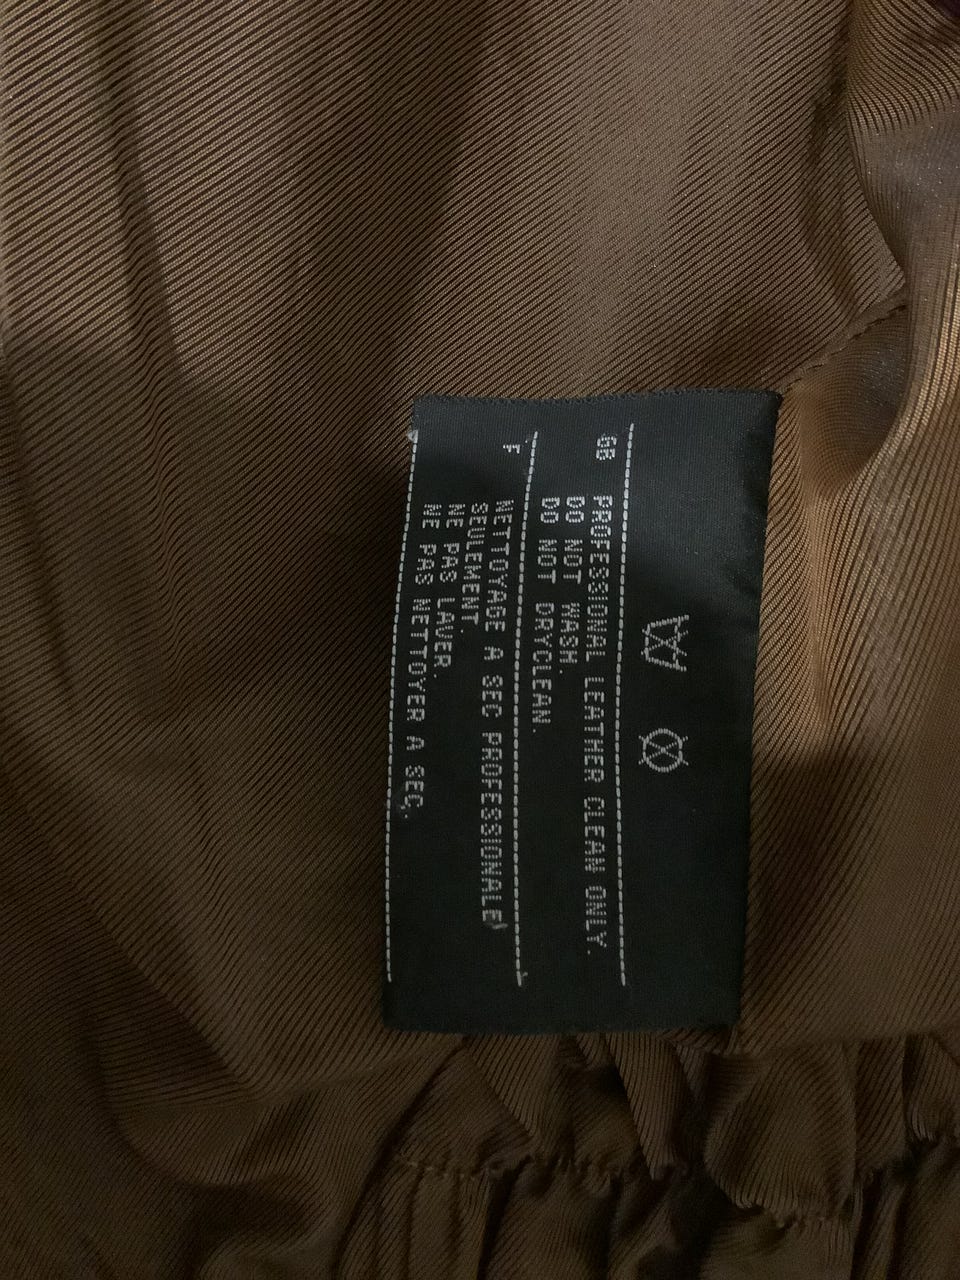 GB
PROFESSIONAL LEATHER CLEAN ONLY.
DO NOT WASH.
DO NOT DRYCLEAN.
F
NETTOYAGE A SEC PROFESSIONALE
SEULEMENT.
NE PAS LAVER.
NE PAS NETTOYER A SEC.